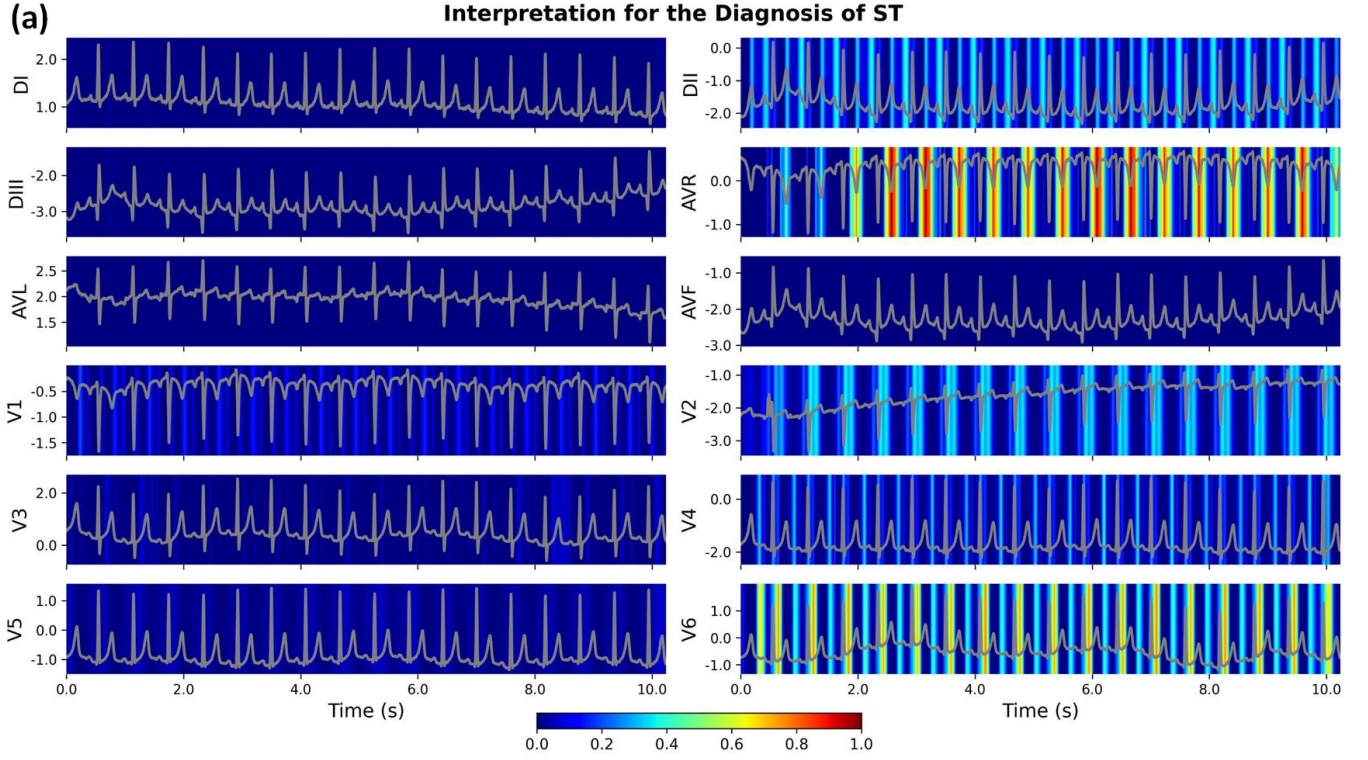 (a)
Interpretation for the Diagnosis of ST
DI
2.0
1.0
DII
0.0
-1.0
-2.0
DIII
-2.0
-3.0
AVR
0.0
-1.0
AVL
2.5
2.0
1.5
AVF
-1.0
-2.0
-3.0
V1
-0.5
-1.0
-1.5
V2
-1.0
-2.0
-3.0
V3
2.0
0.0
V4
0.0
-2.0
V5
1.0
0.0
-1.0
V6
1.0
0.0
-1.0
0.0 2.0 4.0 6.0 8.0 10.0
0.0 2.0 4.0 6.0 8.0 10.0
Time (s)
Time (s)
0.0 0.2 0.4 0.6 0.8 1.0